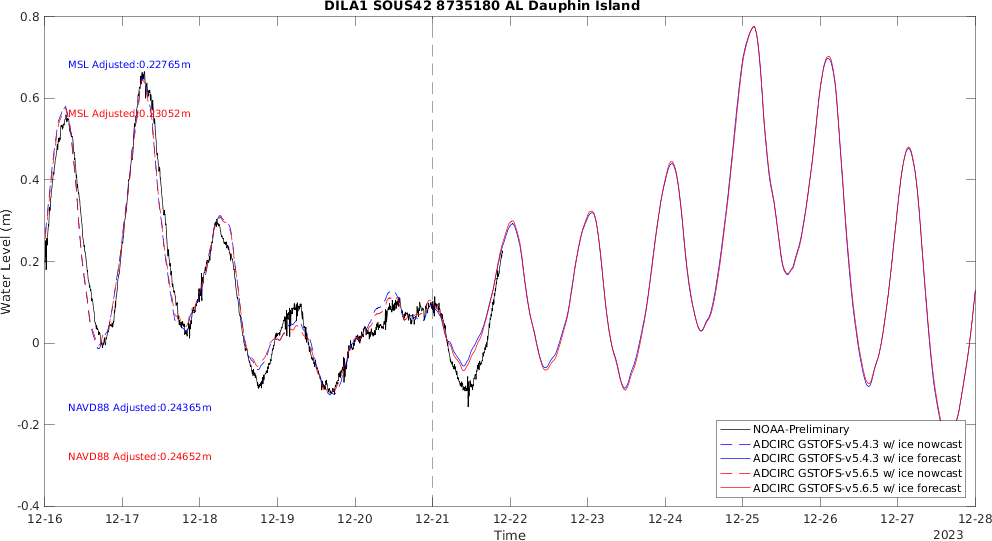 DILA1 SOUS42 8735180 AL Dauphin Island
0.8
0.6
0.4
0.2
0
-0.2
-0.4
Water Level (m)
MSL Adjusted:0.22765m
MSL Adjusted:0.23052m
NAVD88 Adjusted:0.24365m
NAVD88 Adjusted:0.24652m
NOAA-Preliminary
ADCIRC GSTOFS-v5.4.3 w/ ice nowcast
ADCIRC GSTOFS-v5.4.3 w/ ice forecast
ADCIRC GSTOFS-v5.6.5 w/ ice nowcast
ADCIRC GSTOFS-v5.6.5 w/ ice forecast
12-16 12-17 12-18 12-19 12-20 12-21 12-22 12-23 12-24 12-25 12-26 12-27 12-28
Time
2023